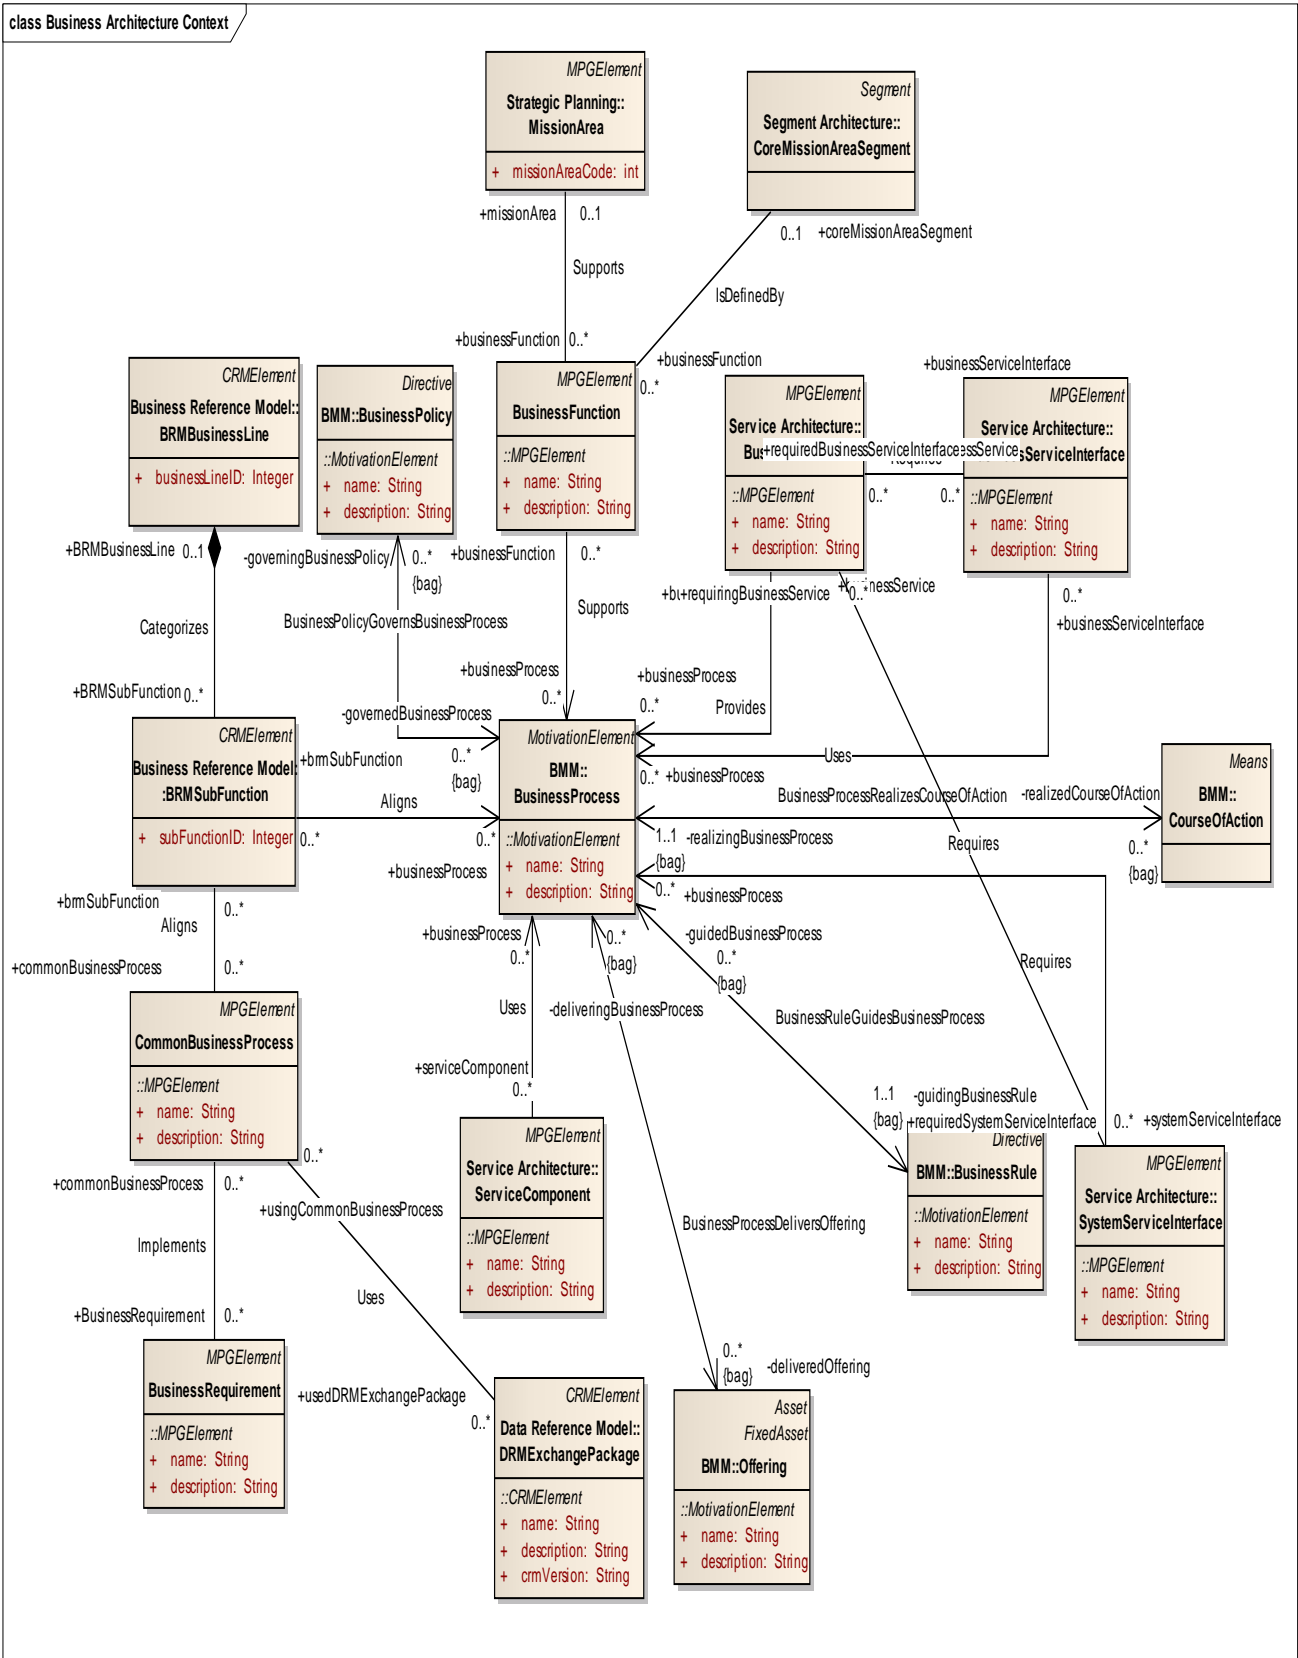 class Business Architecture Context
MPGElement
Strategic Planning::
MissionArea
+ missionAreaCode: int
Segment
Segment Architecture::
CoreMissionAreaSegment
+missionArea 0..1
0..1 +coreMissionAreaSegment
Supports
IsDefinedBy
+businessFunction 0..*
+businessFunction
0..*
+businessServiceInterface
CRMElement
Business Reference Model::
BRMBusinessLine
+ businessLineID: Integer
Directive
BMM::BusinessPolicy
::MotivationElement
+ name: String
+ description: String
MPGElement
BusinessFunction
::MPGElement
+ name: String
+ description: String
MPGElement
Service Architecture::
Bus
::MPGElement
+ name: String
+ description: String
+requiredBusinessServiceInterface
essService
Requires
0..* 0..*
MPGElement
Service Architecture::
sServiceInterface
::MPGElement
+ name: String
+ description: String
+BRMBusinessLine 0..1
-governingBusinessPolicy 0..*
{bag}
+businessFunction 0..*
+requiringBusinessService
0..*
0..*
+businessServiceInterface
Categorizes
BusinessPolicyGovernsBusinessProcess
Supports
+BRMSubFunction 0..*
+businessProcess
0..*
+businessProcess
0..*
Provides
-governedBusinessProcess
0..*
{bag}
CRMElement
Business Reference Model:
:BRMSubFunction
+ subFunctionID: Integer
+brmSubFunction
Aligns
0..*
0..*
+businessProcess
MotivationElement
BMM::
BusinessProcess
::MotivationElement
+ name: String
+ description: String
Uses
0..* +businessProcess
BusinessProcessRealizesCourseOfAction
-realizedCourseOfAction
1..1 -realizingBusinessProcess
{bag}
0..*
{bag}
Means
BMM::
CourseOfAction
Requires
0..*
+businessProcess
+brmSubFunction
0..*
Aligns
+commonBusinessProcess 0..*
+businessProcess
0..*
0..*
{bag}
-guidedBusinessProcess
0..*
{bag}
Requires
MPGElement
CommonBusinessProcess
::MPGElement
+ name: String
+ description: String
Uses
-deliveringBusinessProcess
BusinessRuleGuidesBusinessProcess
+serviceComponent
0..*
1..1 -guidingBusinessRule
{bag} +requiredSystemServiceInterface
0..* +systemServiceInterface
MPGElement
Service Architecture::
ServiceComponent
::MPGElement
+ name: String
+ description: String
Directive
BMM::BusinessRule
::MotivationElement
+ name: String
+ description: String
MPGElement
Service Architecture::
SystemServiceInterface
::MPGElement
+ name: String
+ description: String
+commonBusinessProcess 0..*
0..*
+usingCommonBusinessProcess
Implements
BusinessProcessDeliversOffering
Uses
+BusinessRequirement 0..*
0..*
{bag} -deliveredOffering
MPGElement
BusinessRequirement
::MPGElement
+ name: String
+ description: String
+usedDRMExchangePackage
0..*
CRMElement
Data Reference Model::
DRMExchangePackage
::CRMElement
+ name: String
+ description: String
+ crmVersion: String
Asset
FixedAsset
BMM::Offering
::MotivationElement
+ name: String
+ description: String